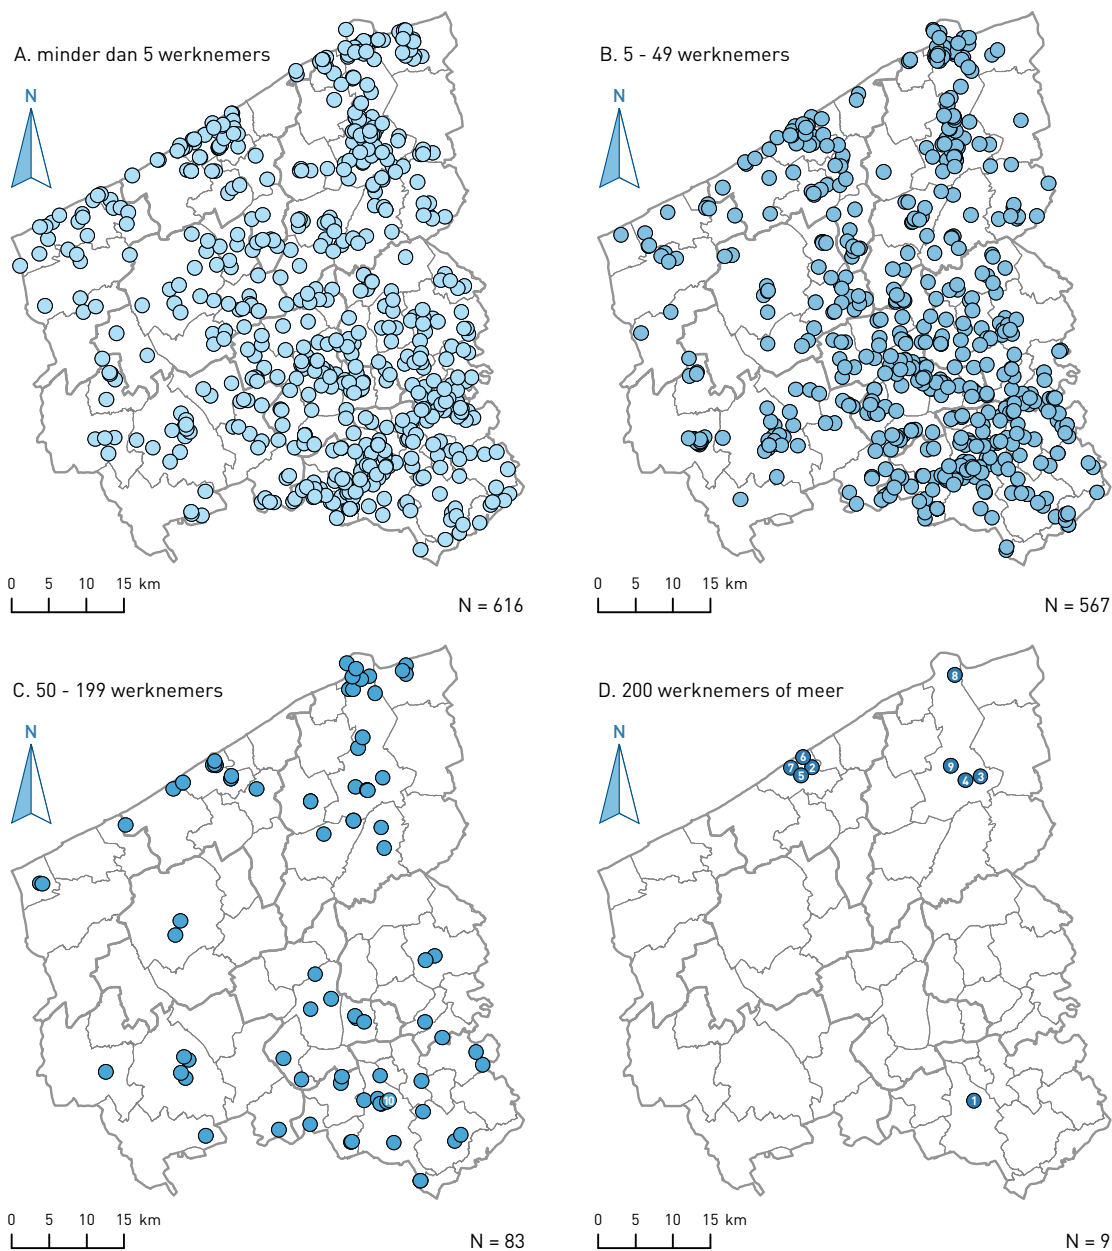 A. minder dan 5 werknemers
N
0 5 10 15 km
N = 616
B. 5 - 49 werknemers
N
0 5 10 15 km
N = 567
C. 50 - 199 werknemers
N
10
0 5 10 15 km
N = 83
D. 200 werknemers of meer
N
8
6
7 2
5
9
4 3
1
0 5 10 15 km
N = 9